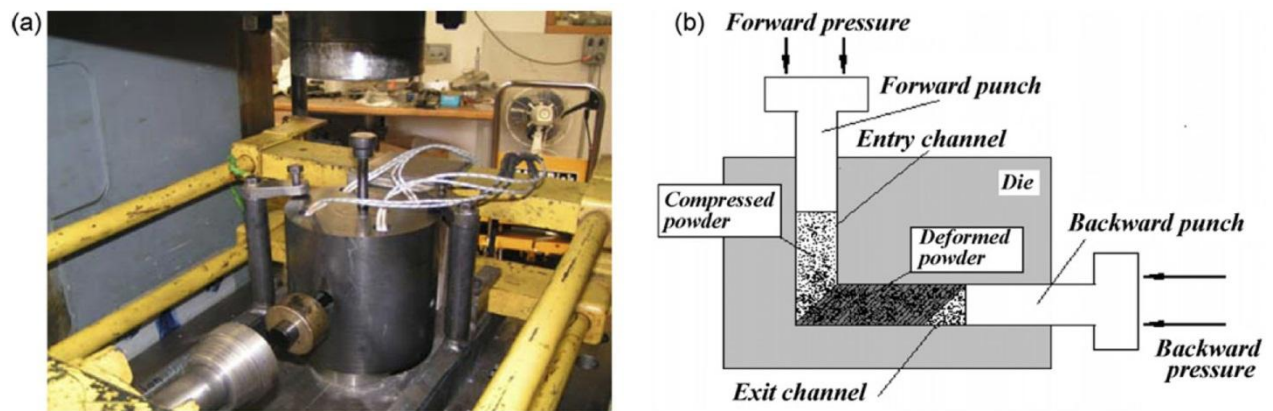 (a)
(b)
Forward pressure
Forward punch
Entry channel
Die
Compressed
powder
Backward punch
Deformed
powder
Exit channel
Backward
pressure